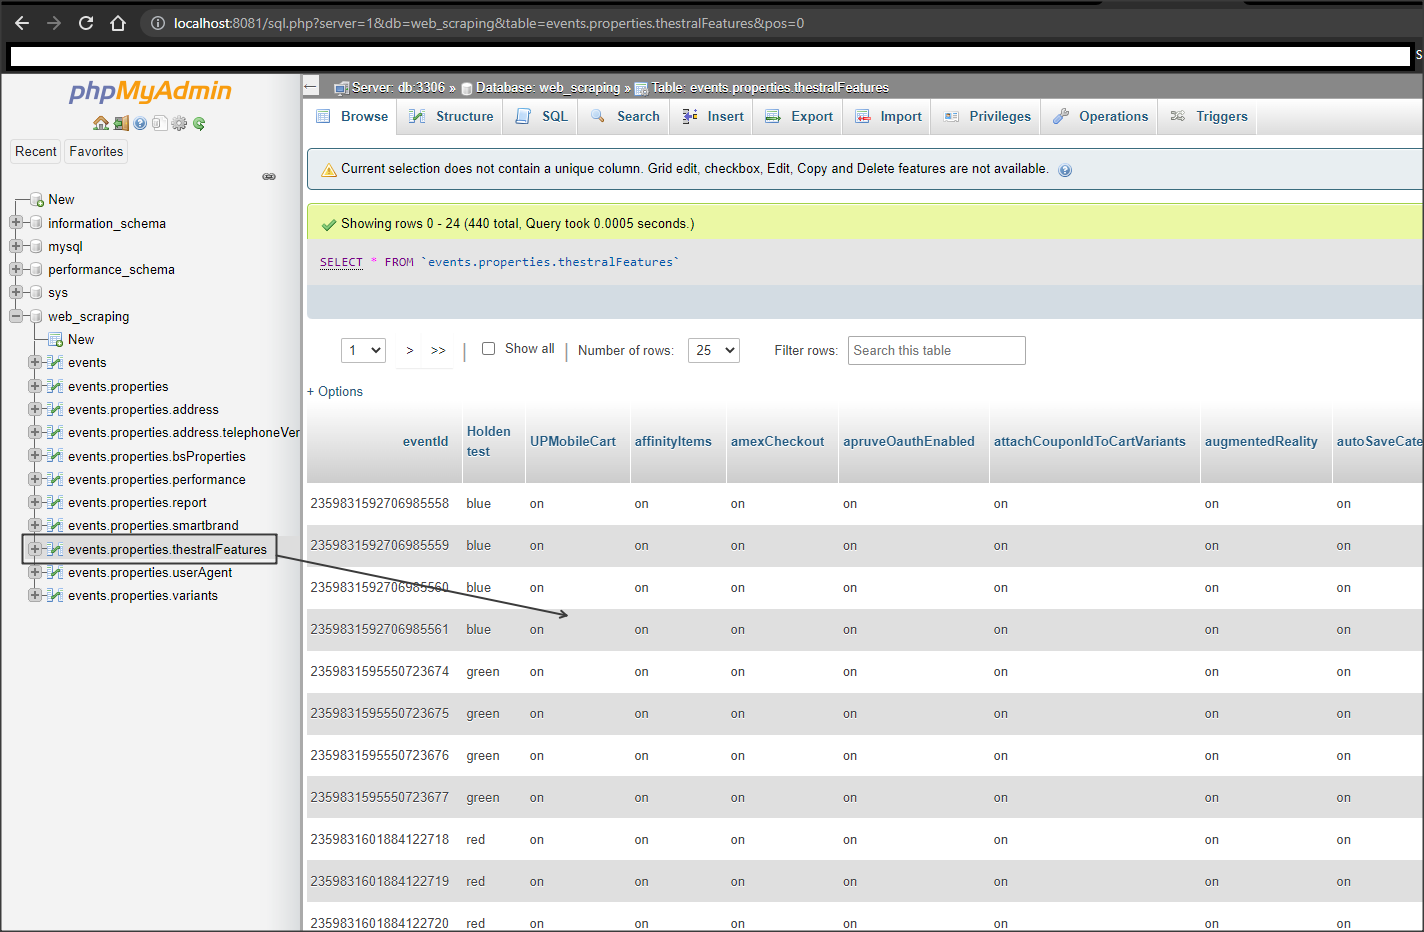 localhost:8081/sql.php?server=1&db=web_scraping&table=events.properties.thestralFeatures&pos=0
S
phpMyAdmin
Recent Favorites
New
information_schema
mysql
performance_schema
sys
web_scraping
New
events
events.properties
events.properties.address
events.properties.address.telephoneVer
events.properties.bsProperties
events.properties.performance
events.properties.report
events.properties.smartbrand
events.properties.thestralFeatures
events.properties.userAgent
events.properties.variants
Server: db:3306 » Database: web_scraping » Table: events.properties.thestralFeatures
Browse Structure SQL Search Insert Export Import Privileges Operations Triggers
Current selection does not contain a unique column. Grid edit, checkbox, Edit, Copy and Delete features are not available.
Showing rows 0 - 24 (440 total, Query took 0.0005 seconds.)
SELECT * FROM `events.properties.thestralFeatures`
1 > >> | Show all | Number of rows: 25 Filter rows: Search this table
+ Options
eventId Holden test UPMobileCart affinityItems amexCheckout apruveOauthEnabled attachCouponIdToCartVariants augmentedReality autoSaveCate
2359831592706985558 blue on on on on on on on
2359831592706985559 blue on on on on on on on
2359831592706985560 blue on on on on on on on
2359831592706985561 blue on on on on on on on
2359831595550723674 green on on on on on on on
2359831595550723675 green on on on on on on on
2359831595550723676 green on on on on on on on
2359831595550723677 green on on on on on on on
2359831601884122718 red on on on on on on on
2359831601884122719 red on on on on on on on
2359831601884122720 red on on on on on on on